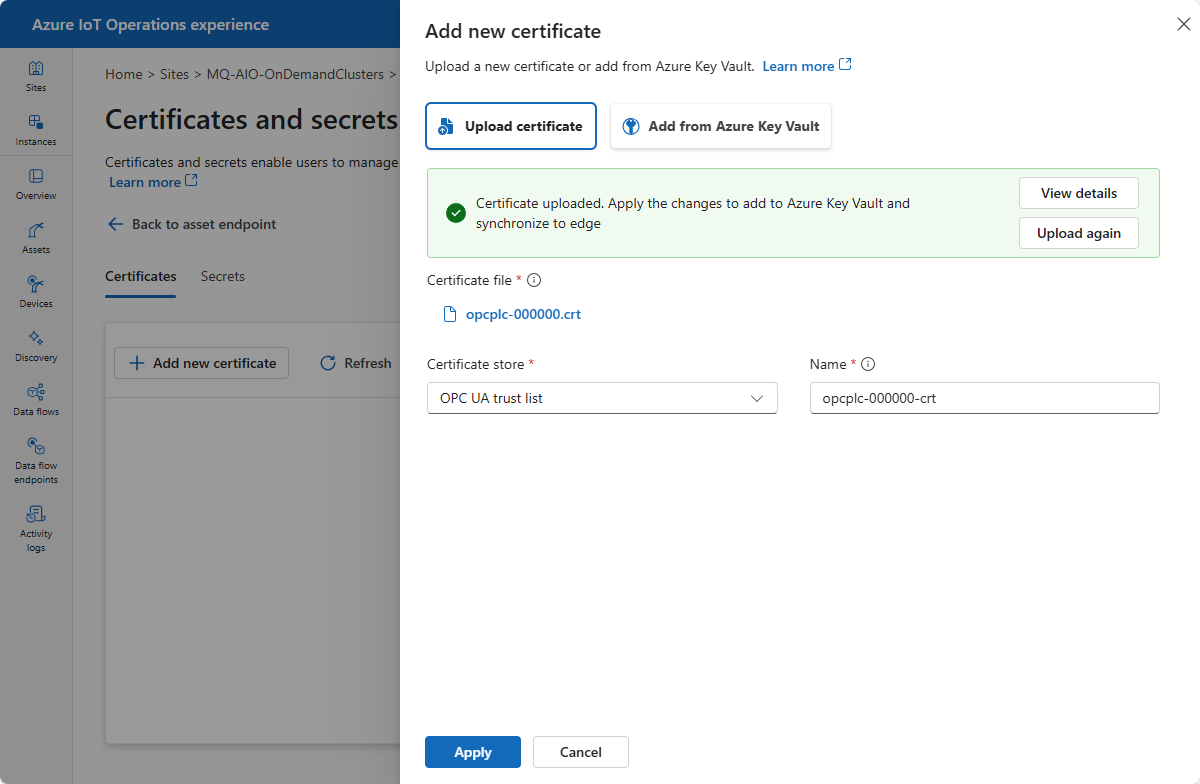 Azure IoT Operations experience
Sites
Instances
Overview
Assets
Devices
Discovery
Data flows
Data flow
endpoints
Activity
logs
Home > Sites > MQ-AIO-OnDemandClusters >
Certificates and secrets
Certificates and secrets enable users to manage
Learn more
Back to asset endpoint
Certificates
Secrets
Add new certificate
Refresh
Add new certificate
Upload a new certificate or add from Azure Key Vault. Learn more
Upload certificate
Add from Azure Key Vault
Certificate uploaded. Apply the changes to add to Azure Key Vault and
synchronize to edge
View details
Upload again
Certificate file *
opcplc-000000.crt
Certificate store *
OPC UA trust list
Name *
opcplc-000000-crt
Apply
Cancel